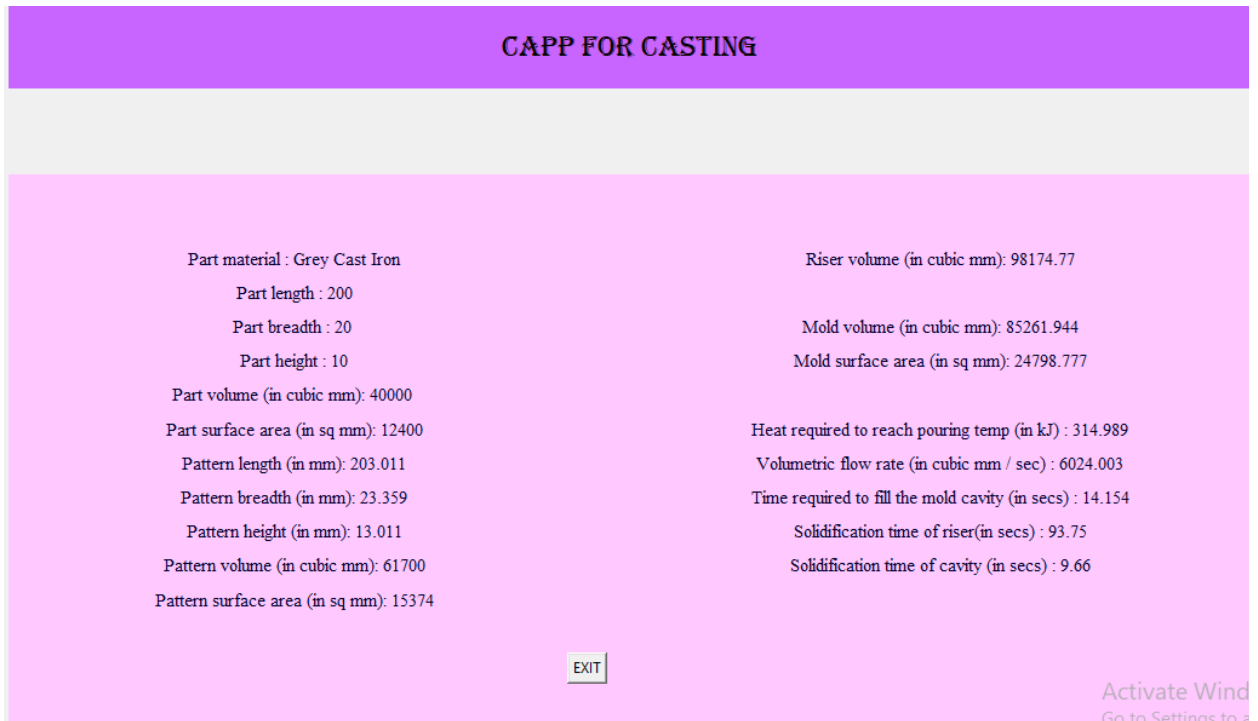 CAPP FOR CASTING
Part material : Grey Cast Iron
Part length : 200
Part breadth : 20
Part height : 10
Part volume (in cubic mm): 40000
Part surface area (in sq mm): 12400
Pattern length (in mm): 203.011
Pattern breadth (in mm): 23.359
Pattern height (in mm): 13.011
Pattern volume (in cubic mm): 61700
Pattern surface area (in sq mm): 15374
Riser volume (in cubic mm): 98174.77
Mold volume (in cubic mm): 85261.944
Mold surface area (in sq mm): 24798.777
Heat required to reach pouring temp (in kJ) : 314.989
Volumetric flow rate (in cubic mm / sec) : 6024.003
Time required to fill the mold cavity (in secs) : 14.154
Solidification time of riser(in secs) : 93.75
Solidification time of cavity (in secs) : 9.66
EXIT
Activate Wind
Go to Settings to a